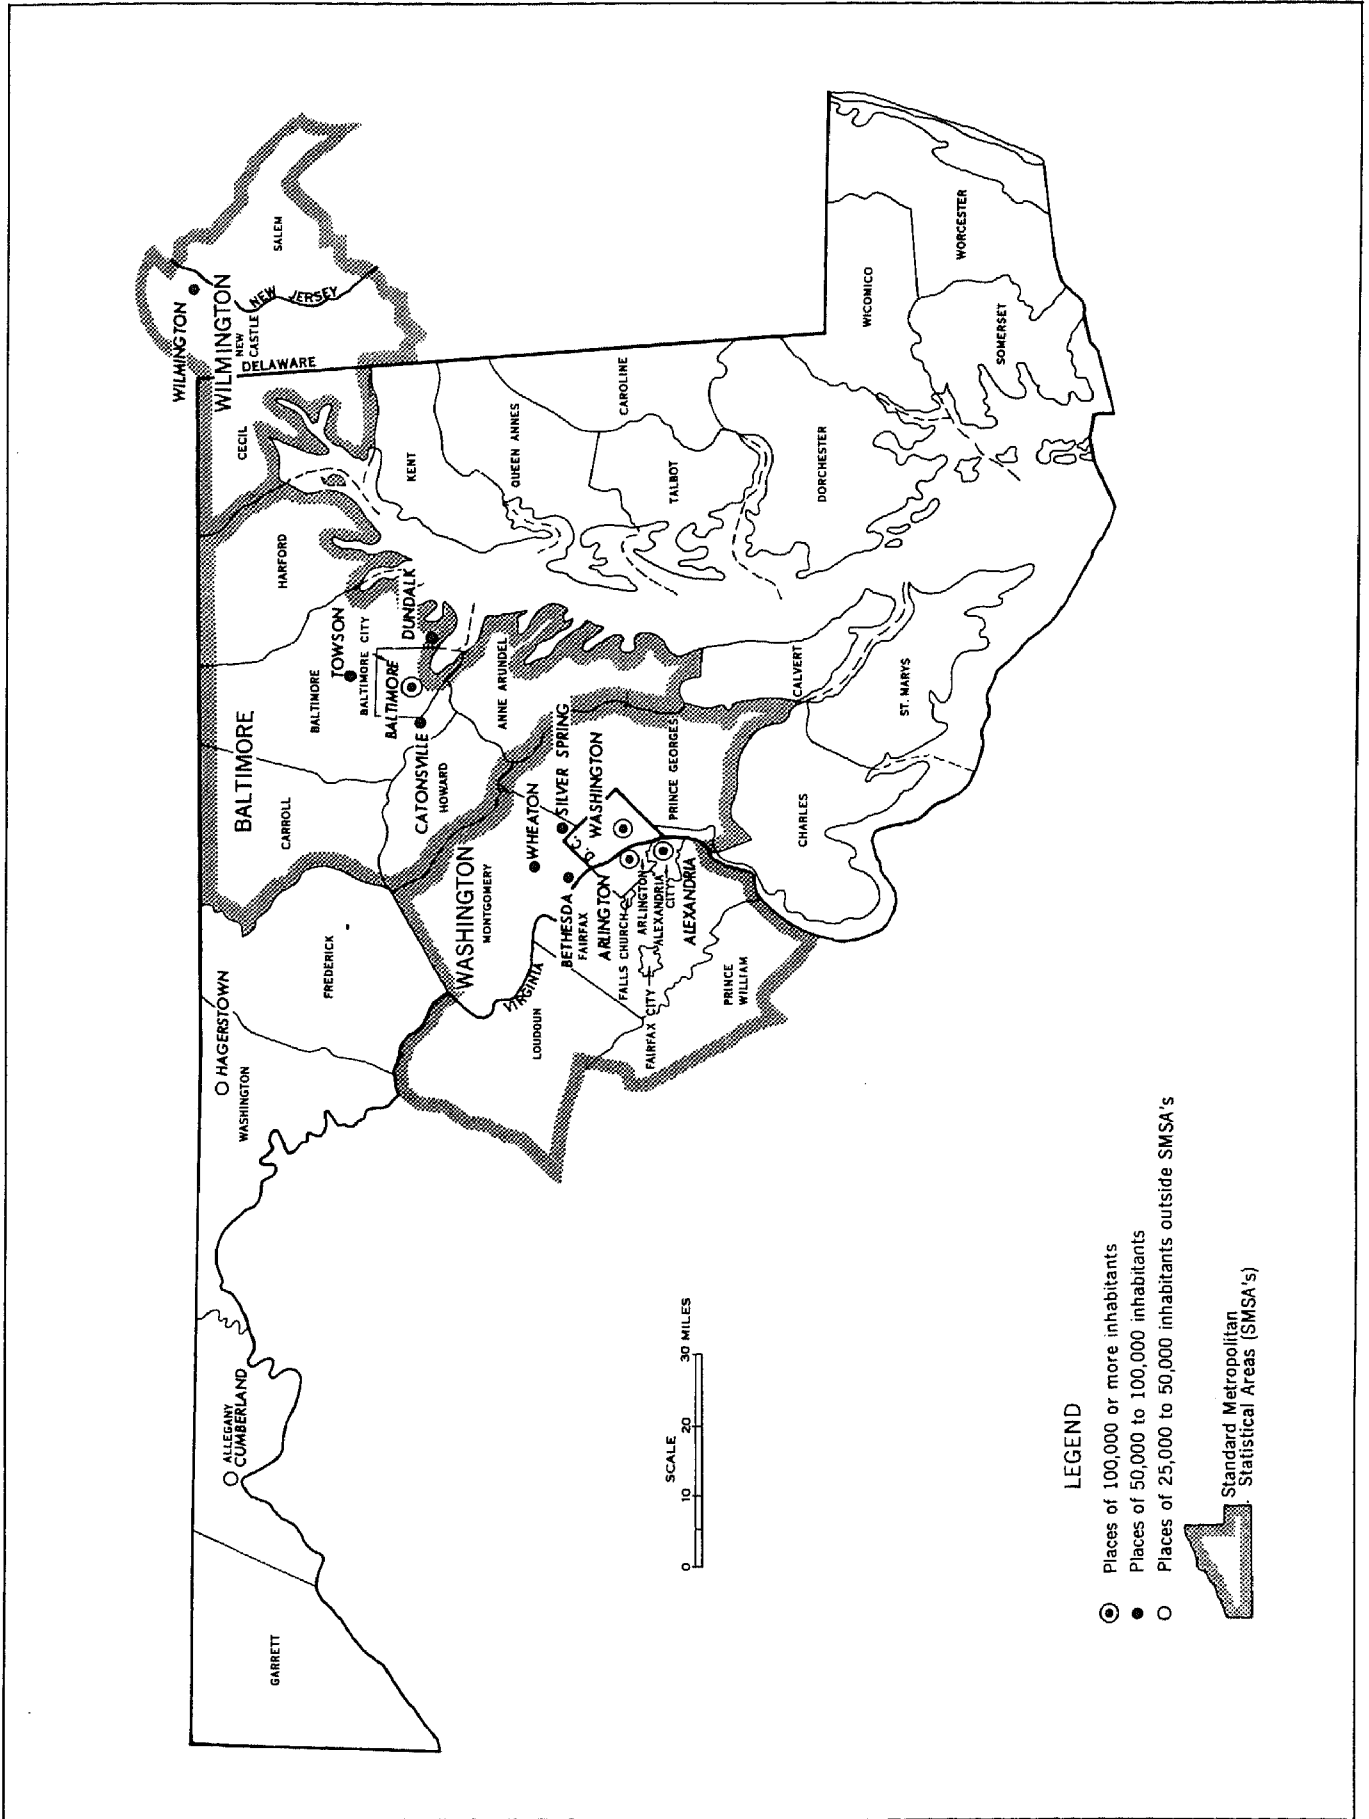 WILMINGTON
WILMINGTON
NEW
CASTLE
NEW JERSEY
SALEM
DELAWARE
CECIL
HARFORD
KENT
QUEEN ANNES
CAROLINE
TALBOT
DORCHESTER
WICOMICO
WORCESTER
SOMERSET
BALTIMORE
BALTIMORE
TOWSON
BALTIMORE CITY
BALTIMORE
DUNDALK
CATONSVILLE
HOWARD
CARROLL
ANNE ARUNDEL
CALVERT
ST. MARYS
CHARLES
PRINCE GEORGES
SILVER SPRING
WASHINGTON
D. C.
WHEATON
WASHINGTON
MONTGOMERY
BETHESDA
FAIRFAX
ARLINGTON
FALLS CHURCH
ARLINGTON
ALEXANDRIA
CITY
ALEXANDRIA
FAIRFAX CITY
PRINCE
WILLIAM
VIRGINIA
LOUDOUN
FREDERICK
HAGERSTOWN
WASHINGTON
ALLEGANY
CUMBERLAND
GARRETT
SCALE
0 10 20 30 MILES
LEGEND
Places of 100,000 or more inhabitants
Places of 50,000 to 100,000 inhabitants
Places of 25,000 to 50,000 inhabitants outside SMSA's
Standard Metropolitan
Statistical Areas (SMSA's)